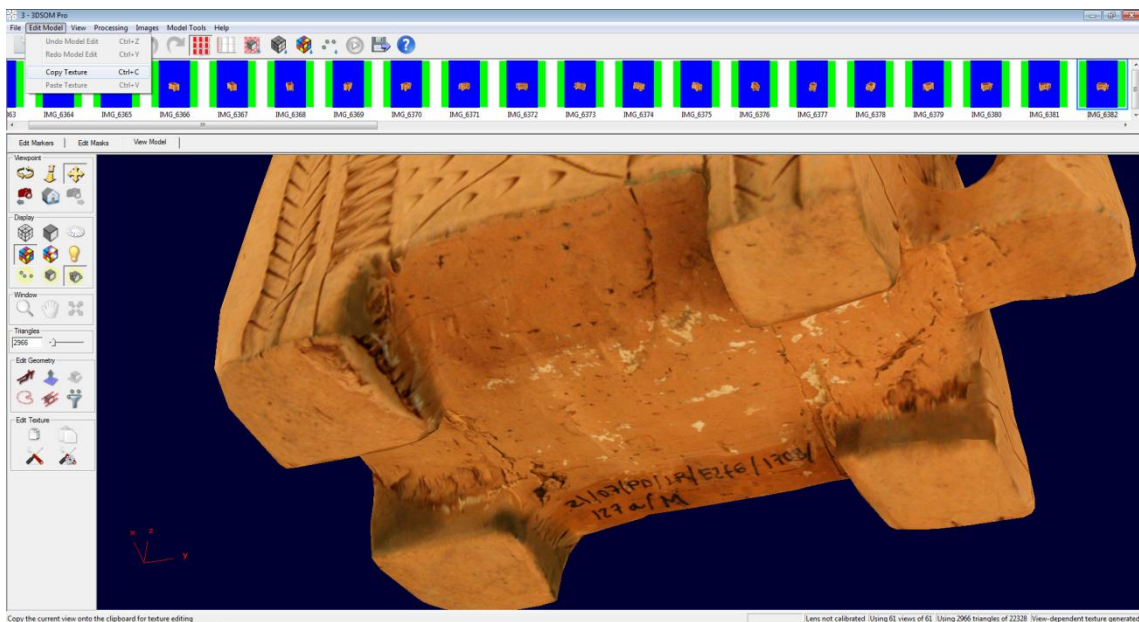 3 - 3DSOM Pro
File Edit Model View Processing Images Model Tools Help
Undo Model Edit Ctrl+Z
Redo Model Edit Ctrl+Y
Copy Texture Ctrl+C
Paste Texture Ctrl+V
363 IMG_6364 IMG_6365 IMG_6366 IMG_6367 IMG_6368 IMG_6369 IMG_6370 IMG_6371 IMG_6372 IMG_6373 IMG_6374 IMG_6375 IMG_6376 IMG_6377 IMG_6378 IMG_6379 IMG_6380 IMG_6381 IMG_6382
Edit Markers Edit Masks View Model
Viewpoint
Display
Window
Triangles
2966
Edit Geometry
Edit Texture
127a/M
x z
y
Copy the current view onto the clipboard for texture editing
Lens not calibrated Using 61 views of 61 Using 2966 triangles of 22328 View-dependent texture generated